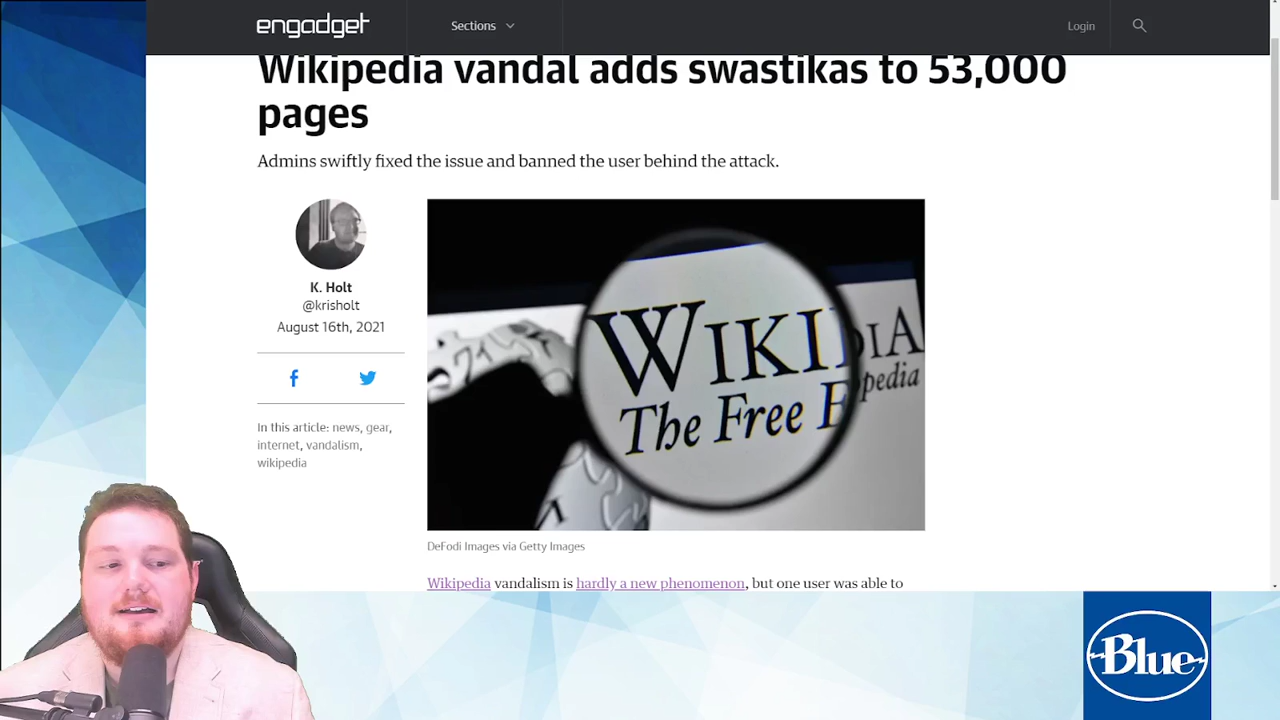 engadget
Sections
Login
Wikipedia vandal adds swastikas to 53,000
pages
Admins swiftly fixed the issue and banned the user behind the attack.
K. Holt
@krisholt
August 16th, 2021
In this article: news, gear,
internet, vandalism,
wikipedia
WIKI
The Free E
DIA
pedia
DeFodi Images via Getty Images
Wikipedia vandalism is hardly a new phenomenon, but one user was able to
Blue